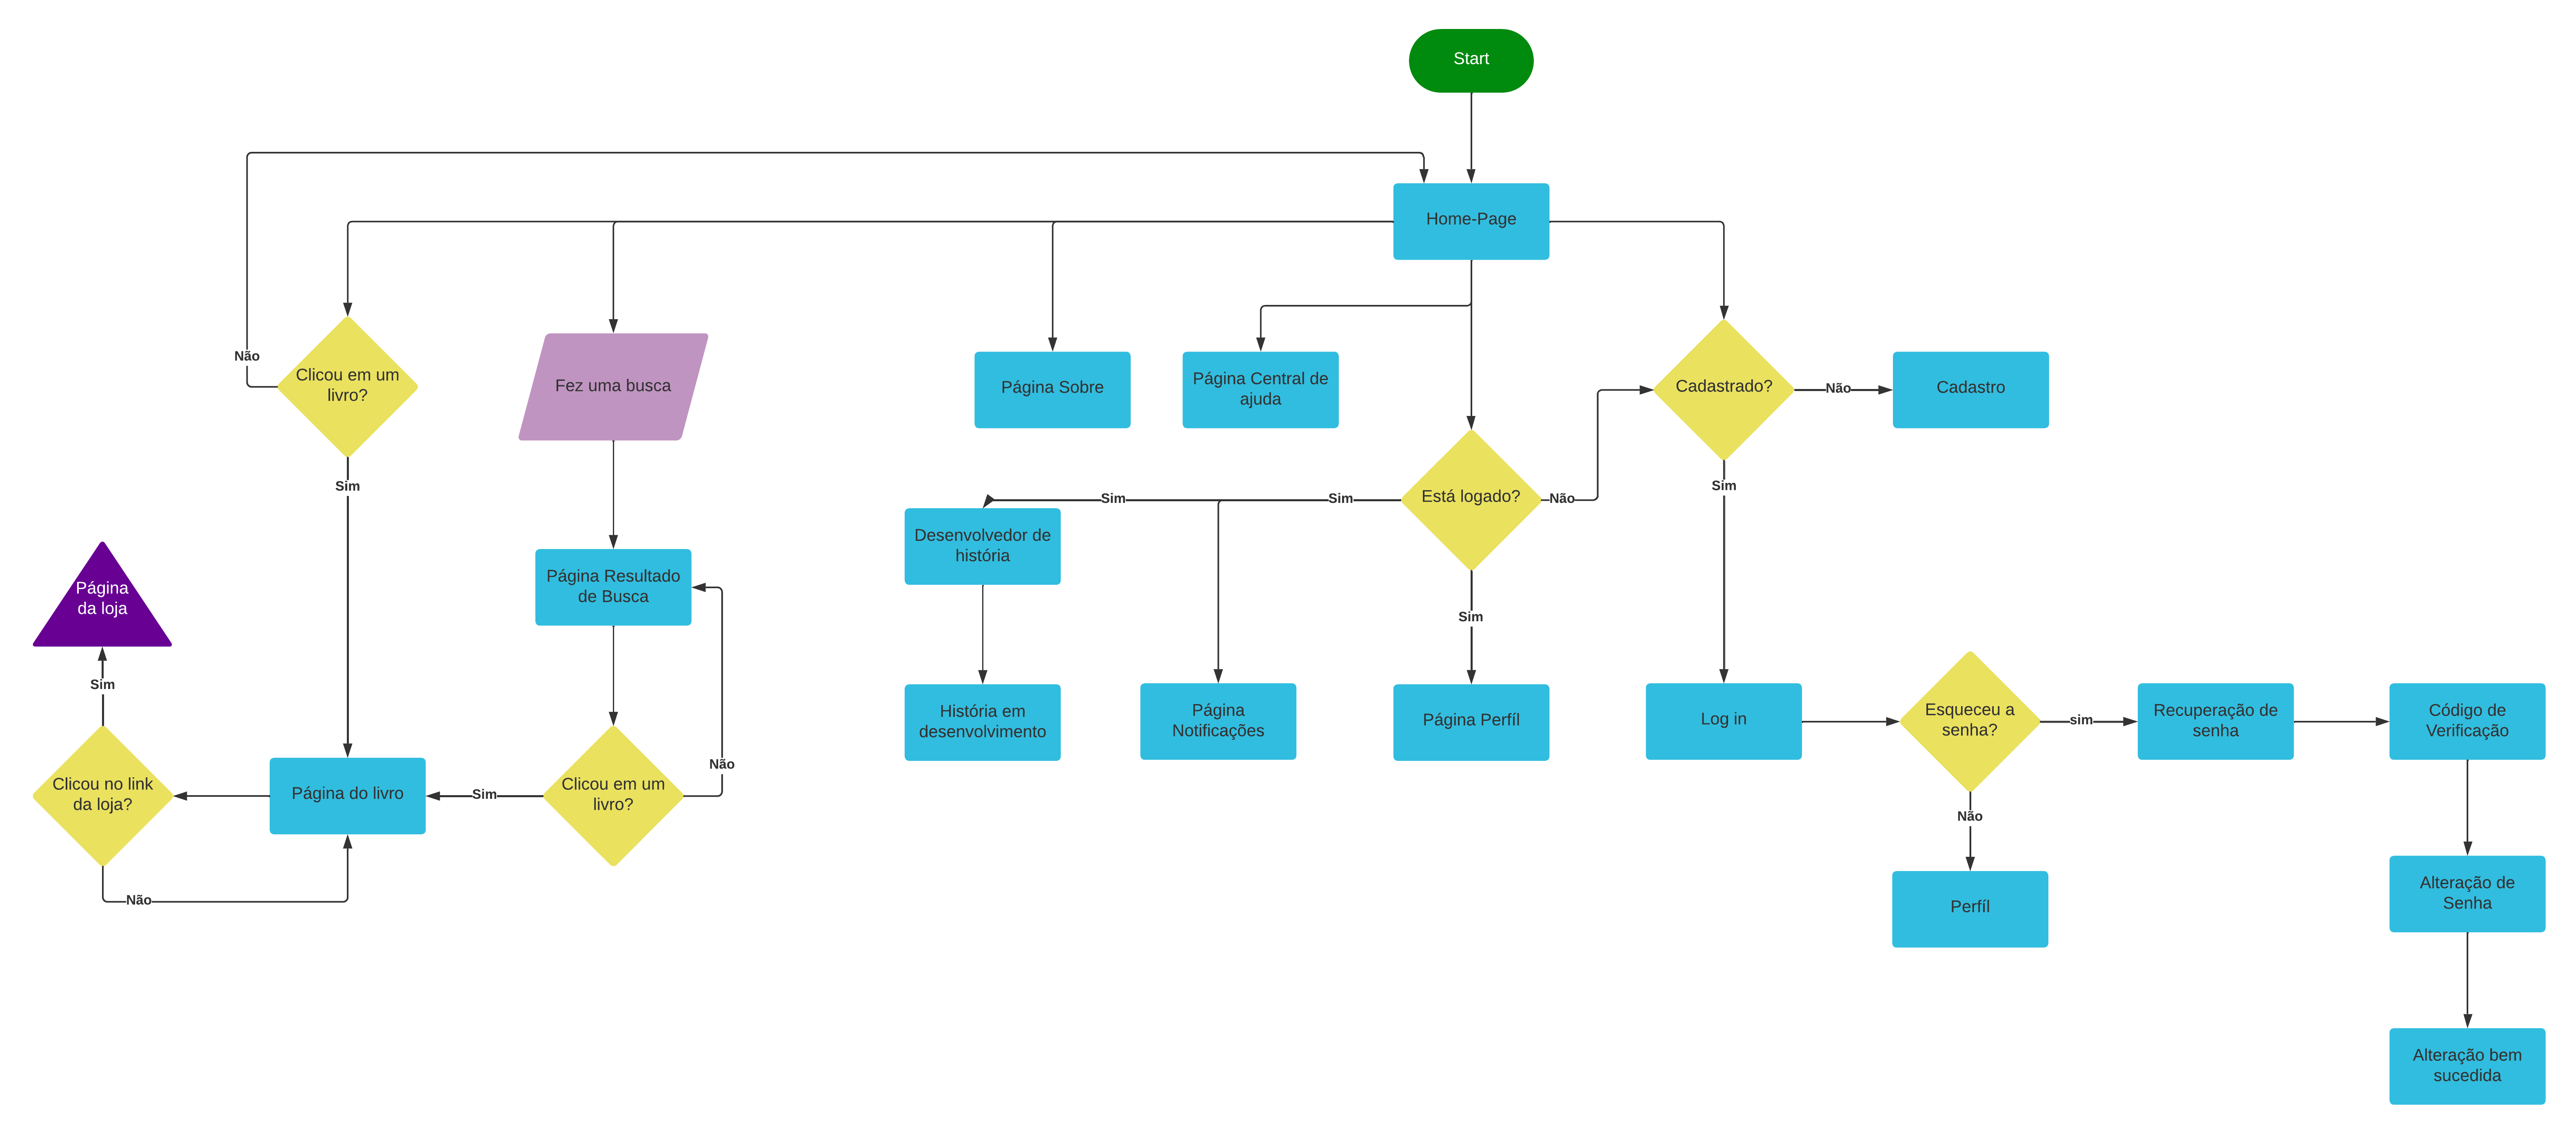 Start
Home-Page
Não
Clicou em um
livro?
Fez uma busca
Página Sobre
Página Central de
ajuda
Cadastrado?
Não
Cadastro
Sim
Sim
Sim
Está logado?
Não
Sim
Desenvolvedor de
história
Página
da loja
Página Resultado
de Busca
Sim
Sim
História em
desenvolvimento
Página
Notificações
Página Perfíl
Log in
Esqueceu a
senha?
sim
Recuperação de
senha
Código de
Verificação
Não
Clicou no link
da loja?
Página do livro
Sim
Clicou em um
livro?
Não
Não
Perfíl
Alteração de
Senha
Alteração bem
sucedida